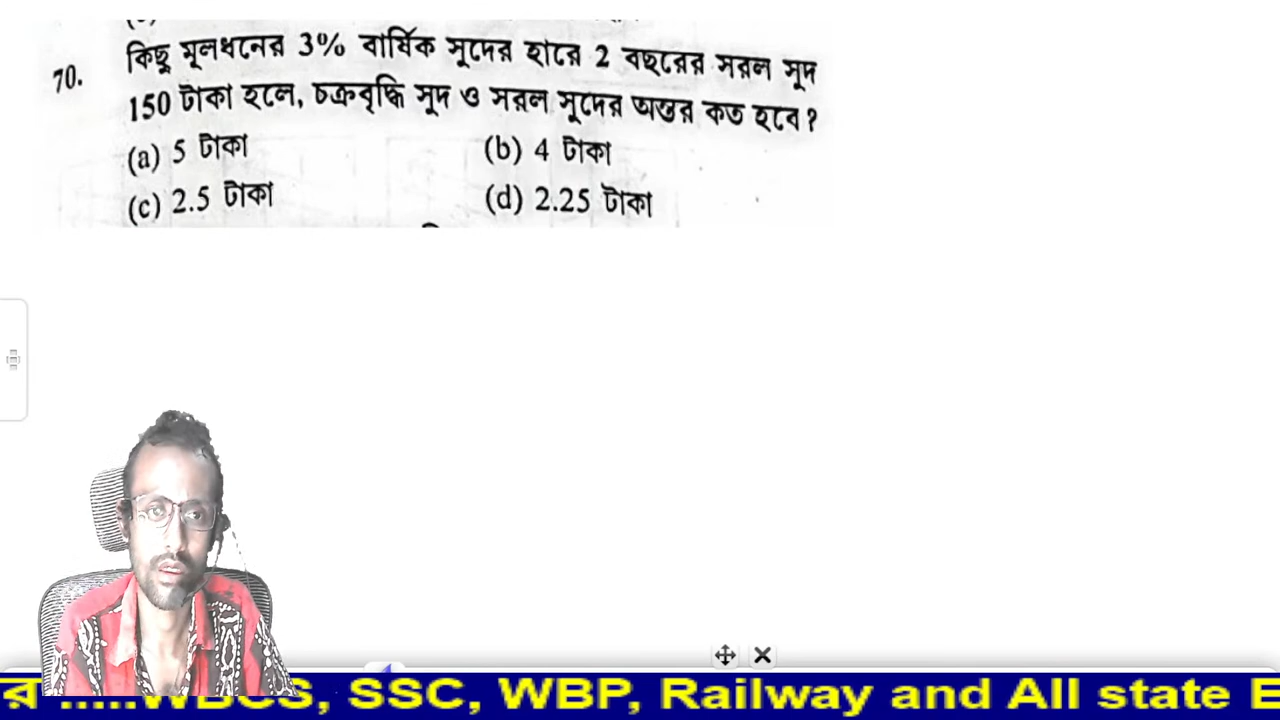 70. কিছু মূলধনের 3% বার্ষিক সুদের হারে 2 বছরের সরল সুদ
150 টাকা হলে, চক্রবৃদ্ধি সুদ ও সরল সুদের অন্তর কত হবে?
(a) 5 টাকা (b) 4 টাকা
(c) 2.5 টাকা (d) 2.25 টাকা
র .....WBCS, SSC, WBP, Railway and All state E